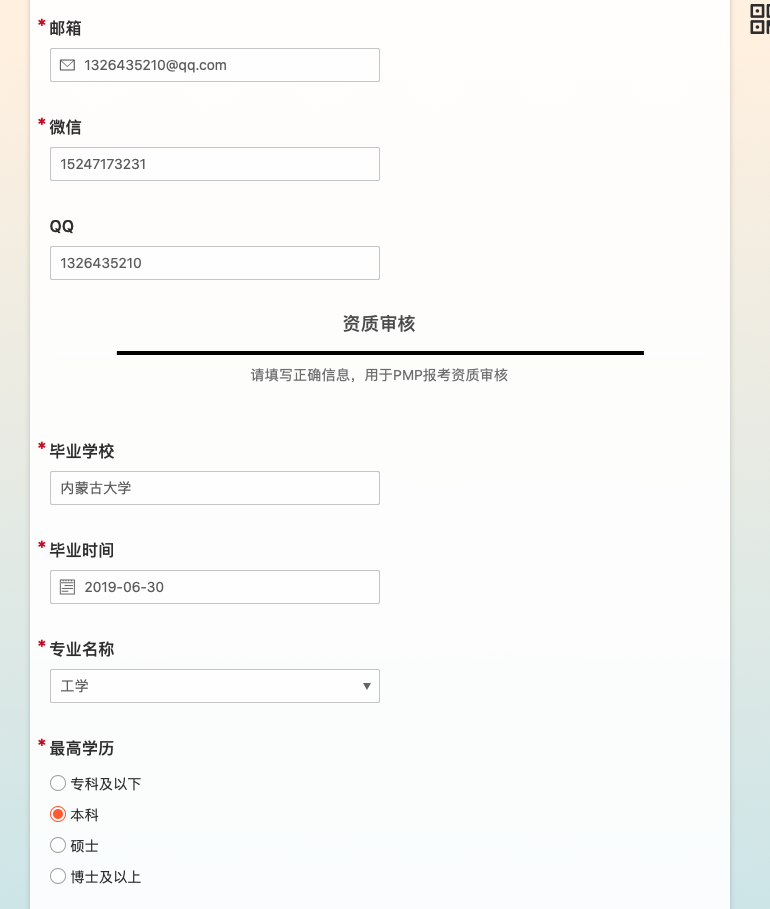 * 邮箱
1326435210@qq.com
* 微信
15247173231
QQ
1326435210
资质审核
请填写正确信息，用于PMP报考资质审核
* 毕业学校
内蒙古大学
* 毕业时间
2019-06-30
* 专业名称
工学
* 最高学历
专科及以下
本科
硕士
博士及以上